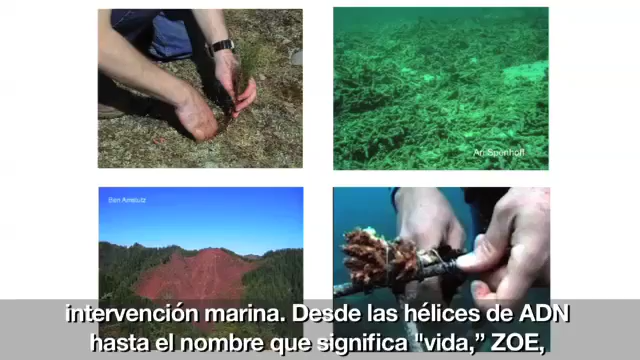 Ari Spenhoff
Ben Amstutz
intervención marina. Desde las hélices de ADN
hasta el nombre que significa "vida,” ZOE,